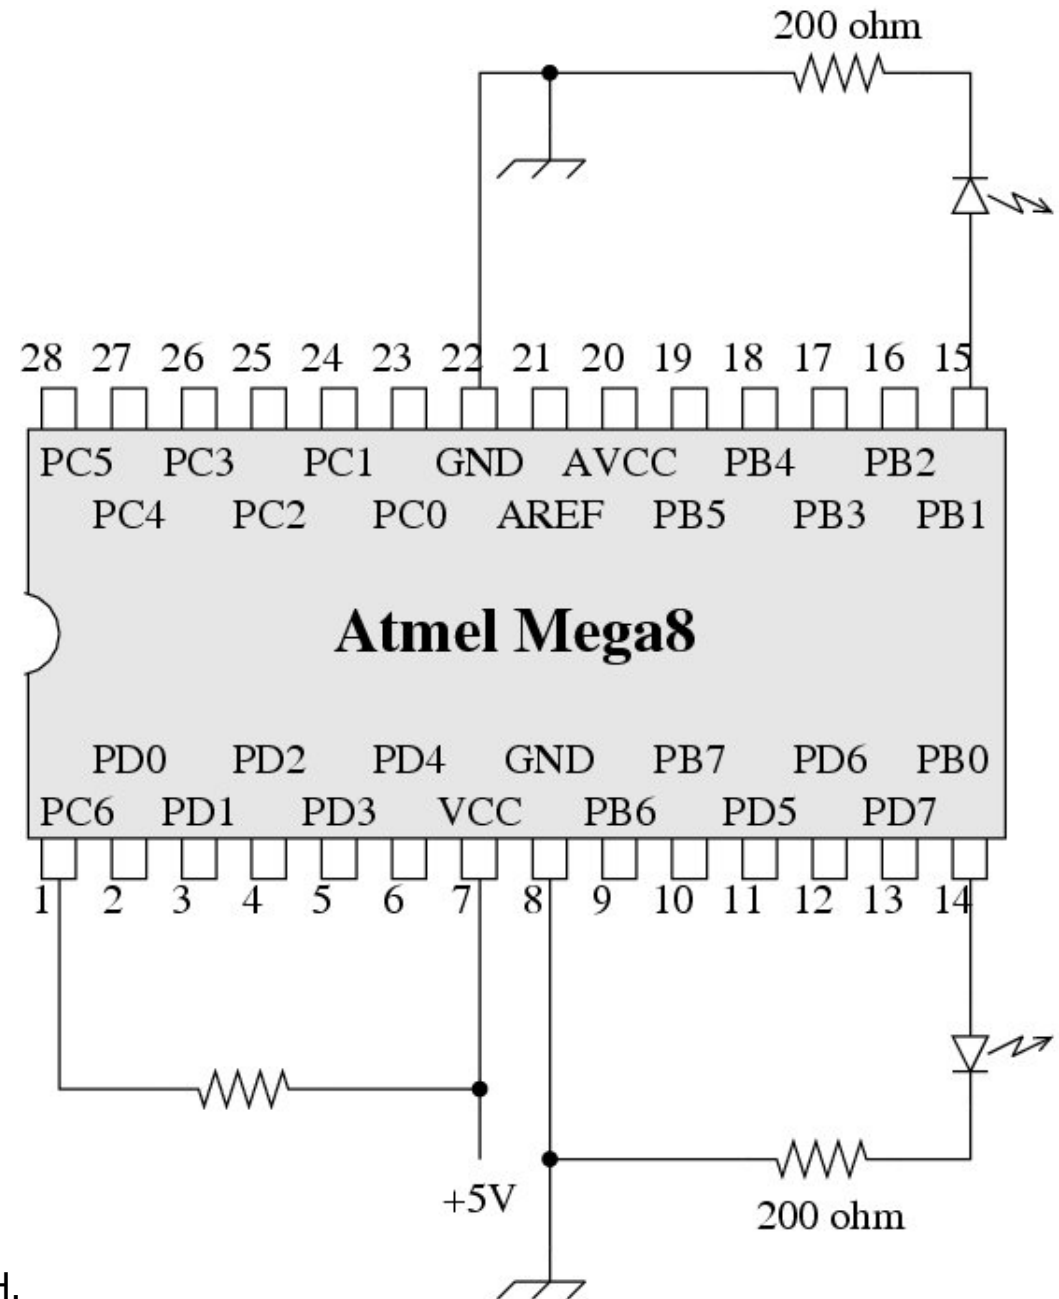 200 ohm
28 27 26 25 24 23 22 21 20 19 18 17 16 15
PC5 PC3 PC1 GND AVCC PB4 PB2
PC4 PC2 PC0 AREF PB5 PB3 PB1
Atmel Mega8
PD0 PD2 PD4 GND PB7 PD6 PB0
PC6 PD1 PD3 VCC PB6 PD5 PD7
1 2 3 4 5 6 7 8 9 10 11 12 13 14
+5V
200 ohm